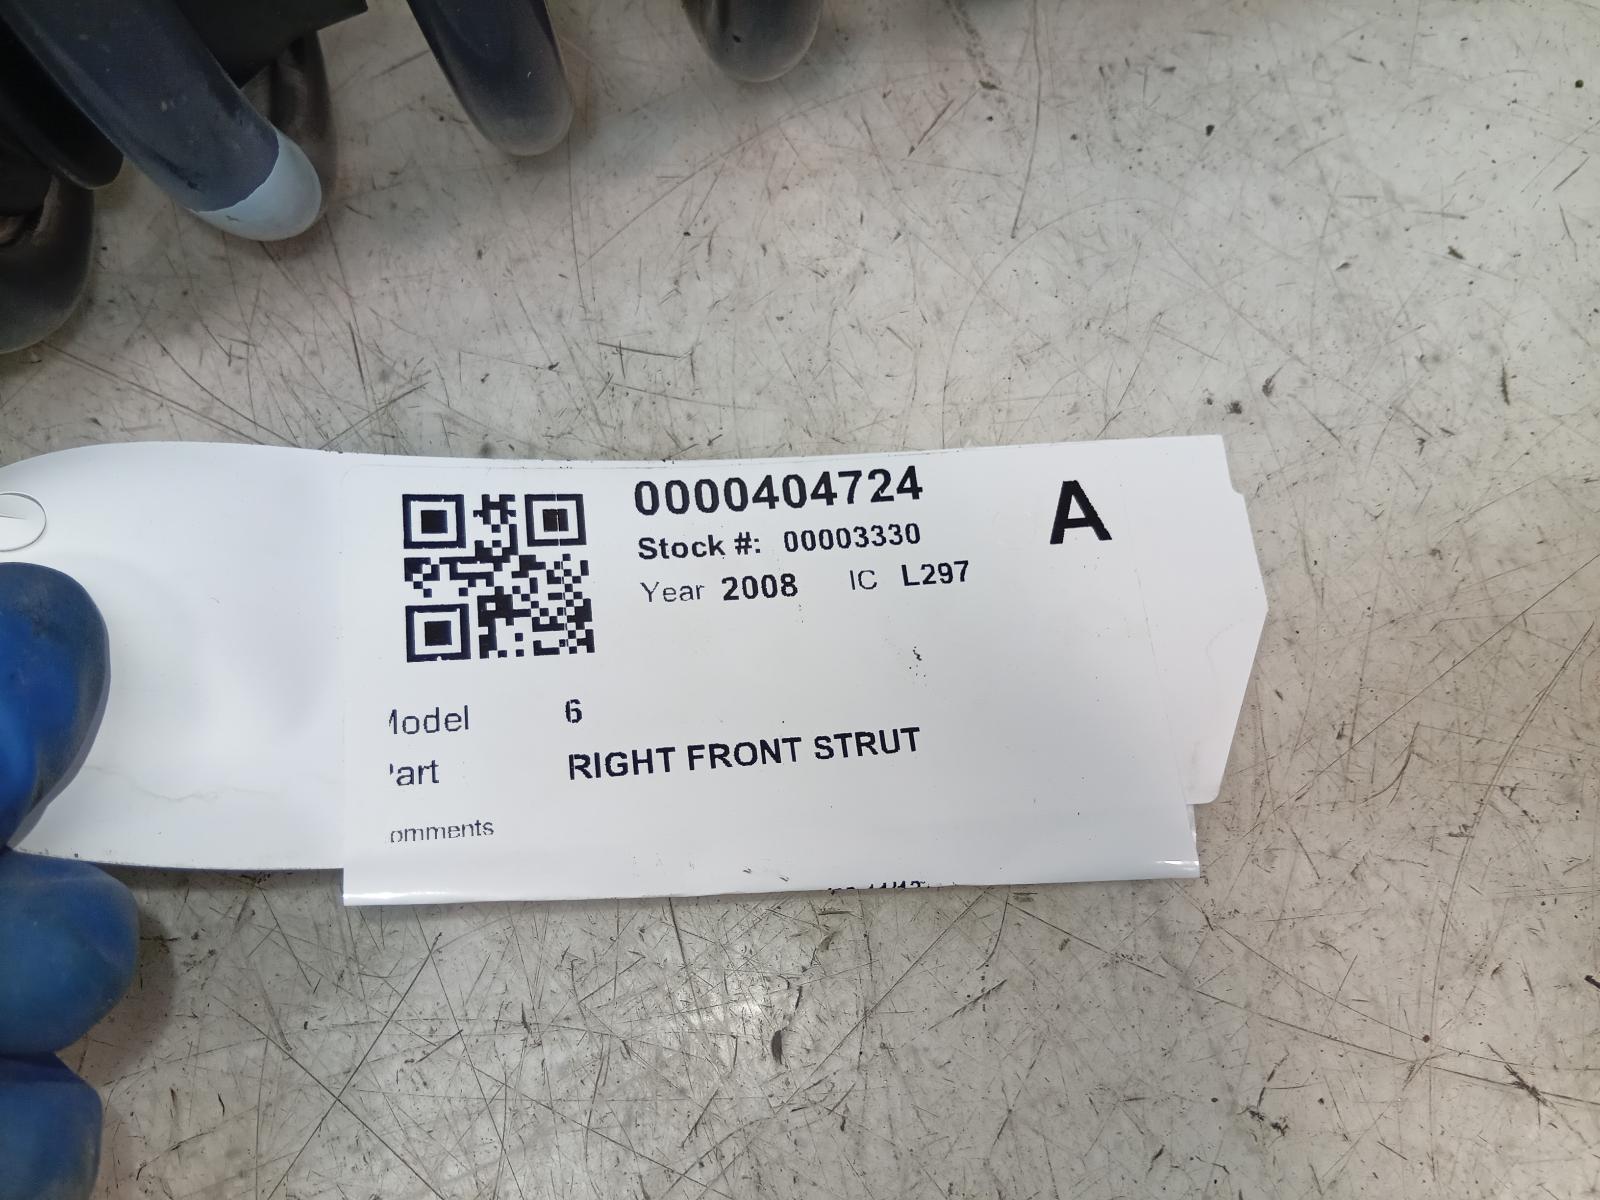 0000404724
A
Stock #: 00003330
Year 2008 IC L297
Model 6
Part RIGHT FRONT STRUT
omments